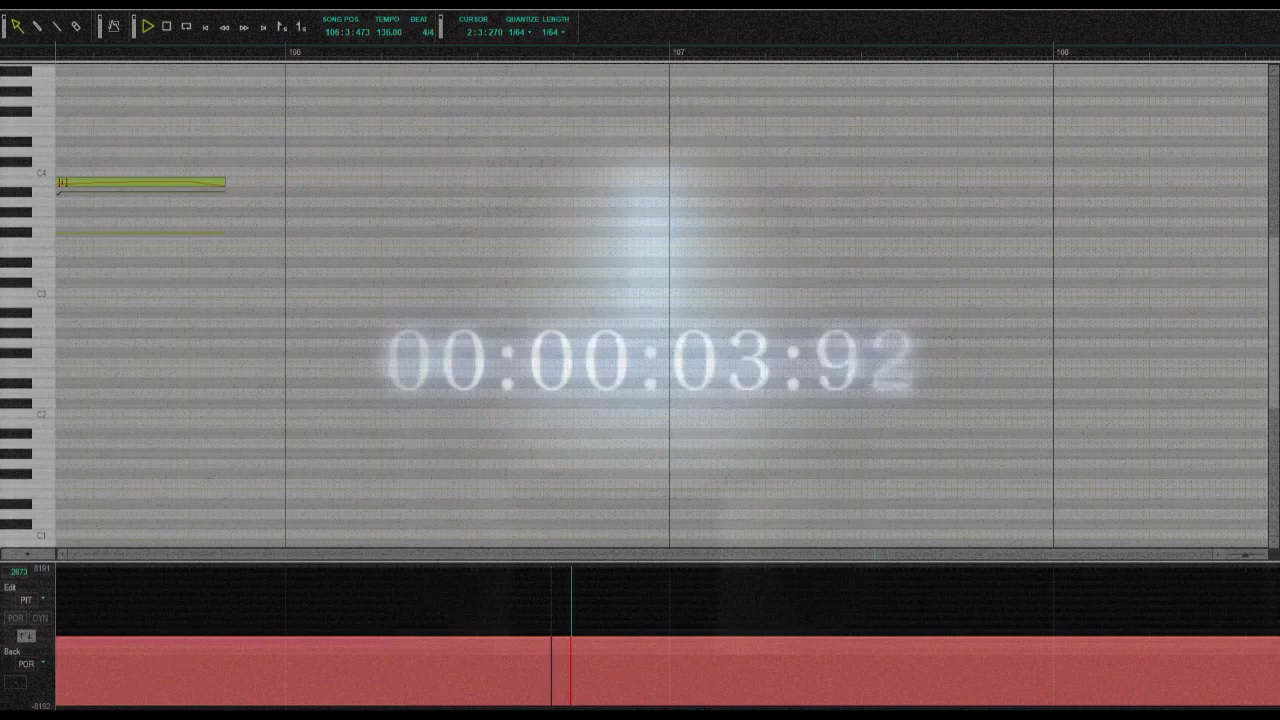 SONG POS. TEMPO BEAT CURSOR QUANTIZE LENGTH
106:3:473 136.00 4/4 2:3:270 1/64 1/64
106 107 108
C4
C3
00:00:03:92
C2
C1
2673 8191
Edit
PIT
POR DYN
Back
POR
-8192